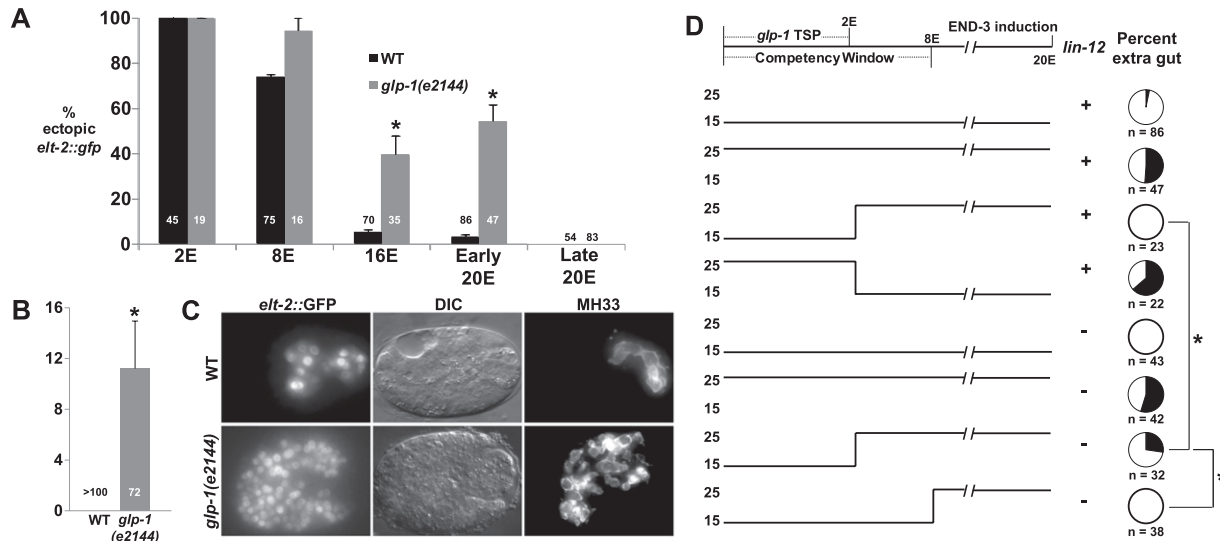 A
100
80
60
40
20
0
%
ectopic
elt-2::gfp
WT
glp-1(e2144)
*
*
45 19
75 16
70 35
86 47
54 83
2E 8E 16E Early 20E Late 20E
B
16
12
8
4
0
*
>100 72
WT glp-1
(e2144)
C
elt-2::GFP DIC MH33
WT
glp-1(e2144)
D
glp-1 TSP 2E END-3 induction
Competency Window 8E 20E
lin-12 Percent
extra gut
25
15
+
n = 86
25
15
+
n = 47
25
15
+
n = 23
25
15
+
n = 22
25
15
-
n = 43
25
15
-
n = 42
25
15
-
n = 32
25
15
-
n = 38
*